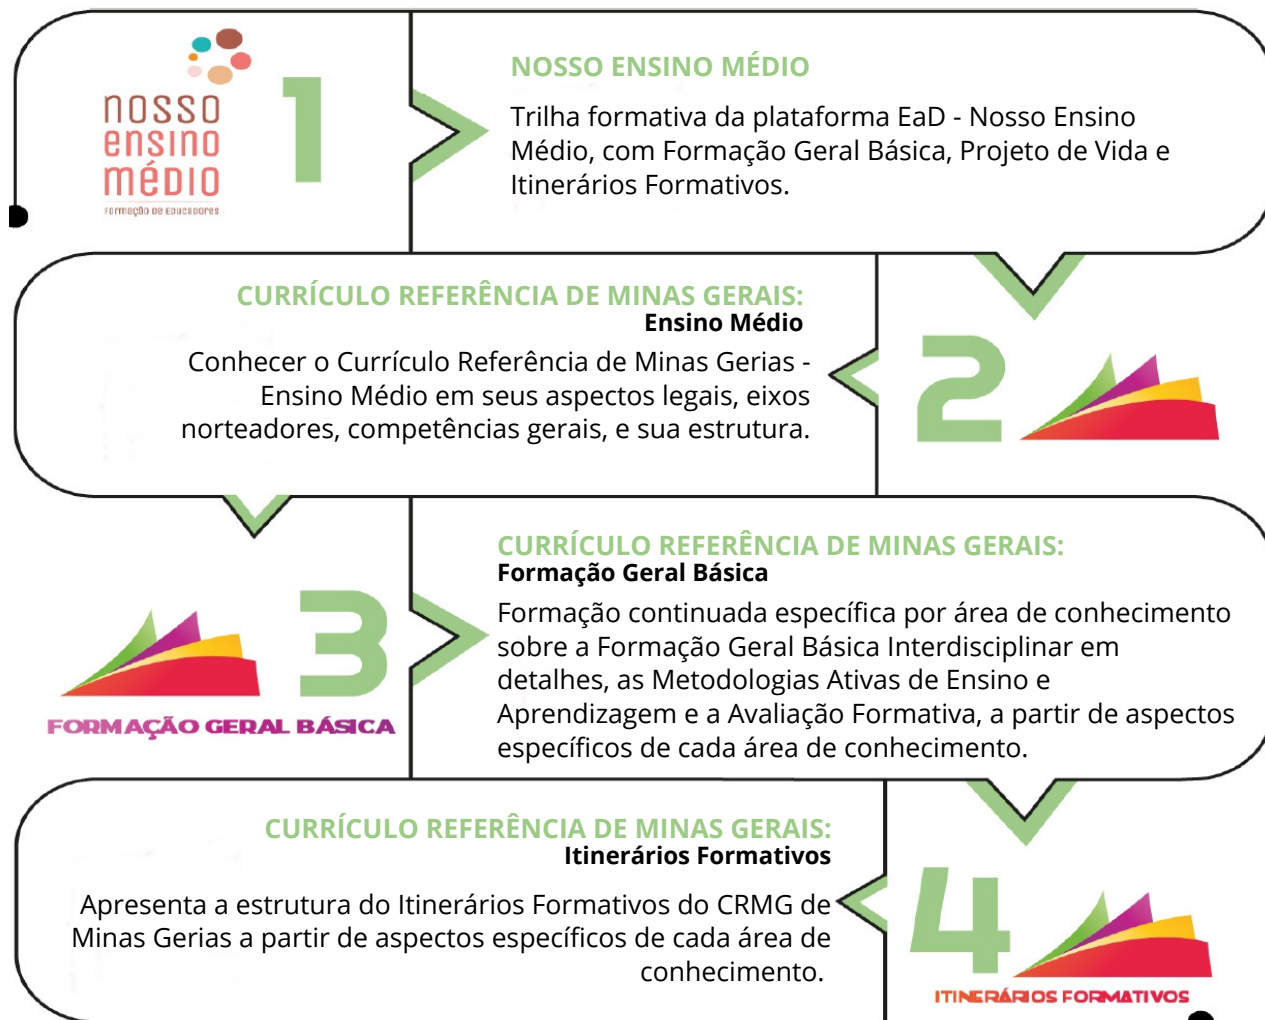 nosso
ensino
médio
FORMAÇÃO DE EDUCADORES
1
NOSSO ENSINO MÉDIO
Trilha formativa da plataforma EaD - Nosso Ensino
Médio, com Formação Geral Básica, Projeto de Vida e
Itinerários Formativos.
CURRÍCULO REFERÊNCIA DE MINAS GERAIS:
Ensino Médio
Conhecer o Currículo Referência de Minas Gerias -
Ensino Médio em seus aspectos legais, eixos
norteadores, competências gerais, e sua estrutura.
2
3
FORMAÇÃO GERAL BÁSICA
CURRÍCULO REFERÊNCIA DE MINAS GERAIS:
Formação Geral Básica
Formação continuada específica por área de conhecimento
sobre a Formação Geral Básica Interdisciplinar em
detalhes, as Metodologias Ativas de Ensino e
Aprendizagem e a Avaliação Formativa, a partir de aspectos
específicos de cada área de conhecimento.
CURRÍCULO REFERÊNCIA DE MINAS GERAIS:
Itinerários Formativos
Apresenta a estrutura do Itinerários Formativos do CRMG de
Minas Gerias a partir de aspectos específicos de cada área de
conhecimento.
4
ITINERÁRIOS FORMATIVOS